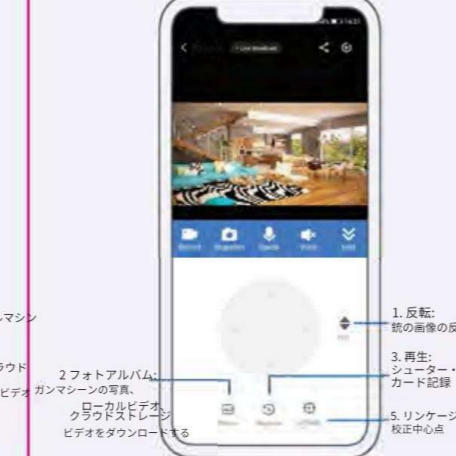 Live broadcast
Record
Snapshot
Speak
Voice
1. 反転:
銃の画像の反
3. 再生:
シューター・
カード記録
5. リンケージ
校正中心点
2 フォトアルバム:
ガンマシーンの写真、
ローカルビデオ、
クラウドストレージ
ビデオをダウンロードする
マシン
ラウド
ビデオ